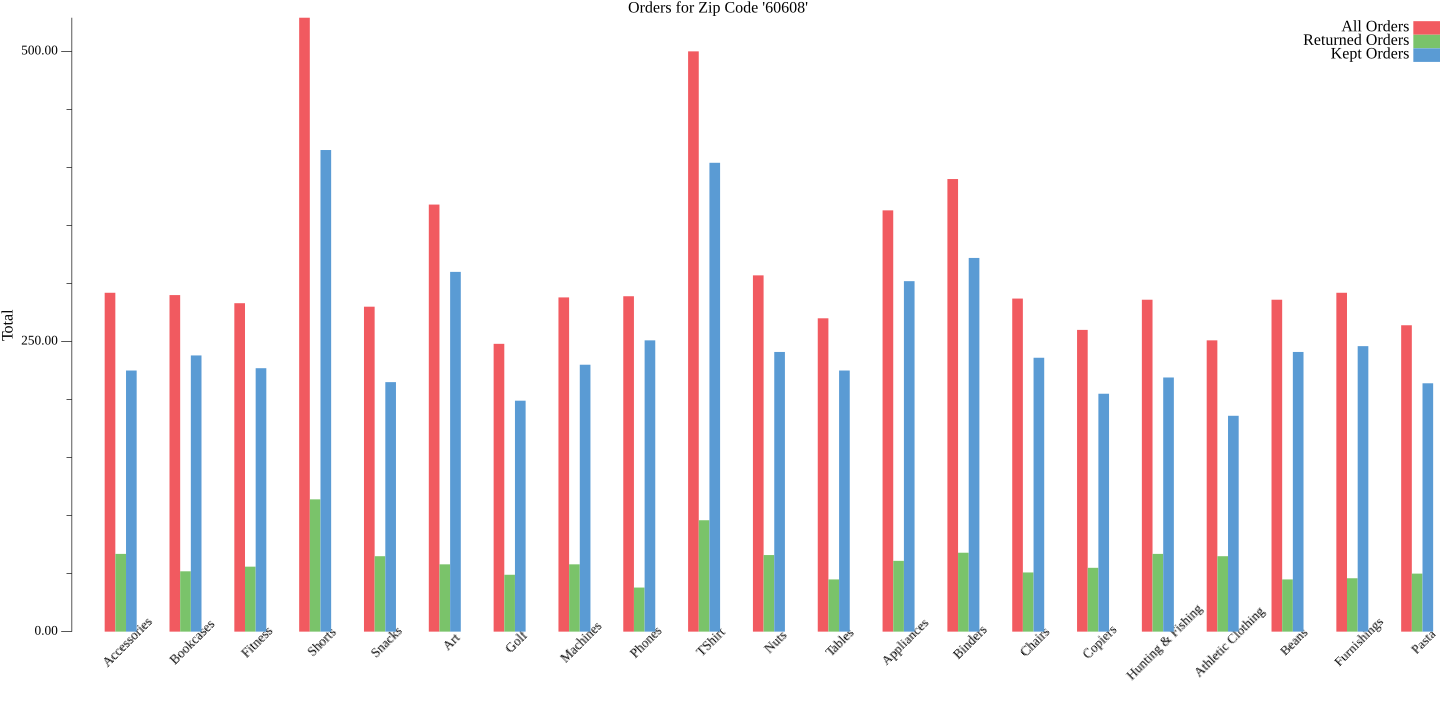 Orders for Zip Code '60608'
All Orders
Returned Orders
Kept Orders
Total
500.00
250.00
0.00
Accessories
Bookcases
Fitness
Shorts
Snacks
Art
Golf
Machines
Phones
TShirt
Nuts
Tables
Appliances
Binders
Chairs
Copiers
Hunting & Fishing
Athletic Clothing
Beans
Furnishings
Pasta